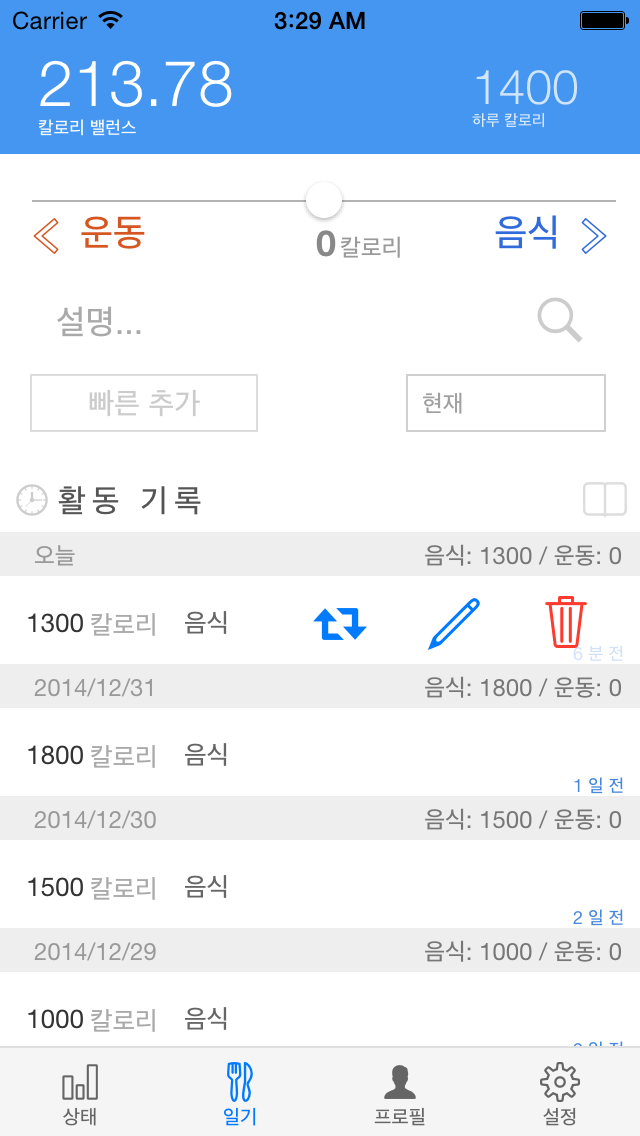 Carrier 3:29 AM
213.78 1400
칼로리 밸런스 하루 칼로리
운동 0 칼로리 음식
설명...
빠른 추가 현재
활동 기록
오늘 음식: 1300 / 운동: 0
1300 칼로리 음식
6 분 전
2014/12/31 음식: 1800 / 운동: 0
1800 칼로리 음식
1 일 전
2014/12/30 음식: 1500 / 운동: 0
1500 칼로리 음식
2 일 전
2014/12/29 음식: 1000 / 운동: 0
1000 칼로리 음식
상태 일기 프로필 설정